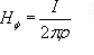 H_ϕ = I / 2πρ